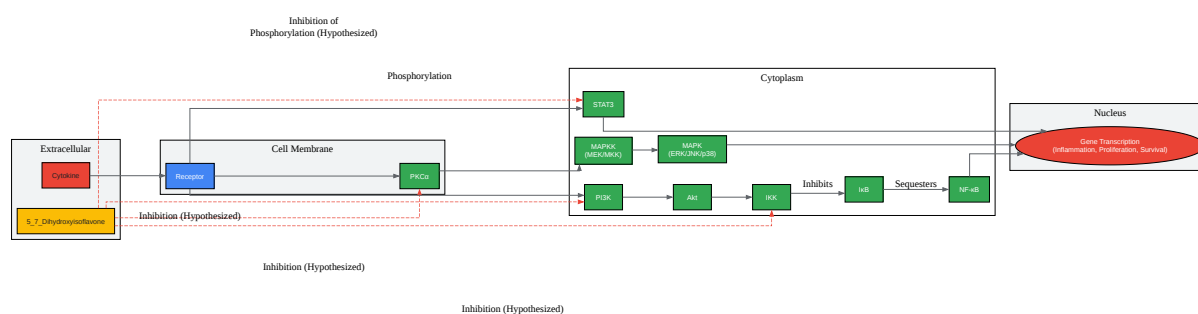 Inhibition of
Phosphorylation (Hypothesized)
Phosphorylation
Cytoplasm
STAT3
Nucleus
Extracellular
Cell Membrane
MAPKK
(MEK/MKK)
MAPK
(ERK/JNK/p38)
Gene Transcription
(Inflammation, Proliferation, Survival)
Cytokine
Receptor
PKCα
PI3K
Akt
IKK
Inhibits
IκB
Sequesters
NF-κB
5_7_Dihydroxyisoflavone
Inhibition (Hypothesized)
Inhibition (Hypothesized)
Inhibition (Hypothesized)